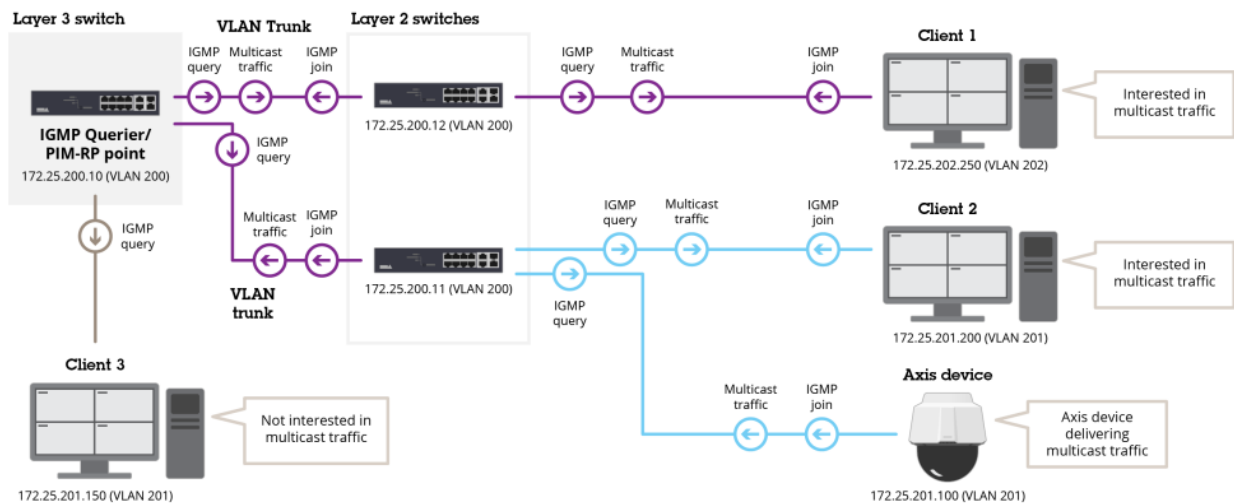 Layer 3 switch
VLAN Trunk
Layer 2 switches
Client 1
IGMP
query
Multicast
traffic
IGMP
join
IGMP
query
Multicast
traffic
IGMP
join
Interested in
multicast traffic
IGMP Querier/
PIM-RP point
172.25.200.10 (VLAN 200)
172.25.200.12 (VLAN 200)
172.25.202.250 (VLAN 202)
IGMP
query
IGMP
query
Multicast
traffic
IGMP
join
VLAN
trunk
172.25.200.11 (VLAN 200)
IGMP
query
Multicast
traffic
IGMP
join
Client 2
Interested in
multicast traffic
172.25.201.200 (VLAN 201)
IGMP
query
Client 3
Not interested in
multicast traffic
172.25.201.150 (VLAN 201)
Multicast
traffic
IGMP
join
Axis device
Axis device
delivering
multicast traffic
172.25.201.100 (VLAN 201)